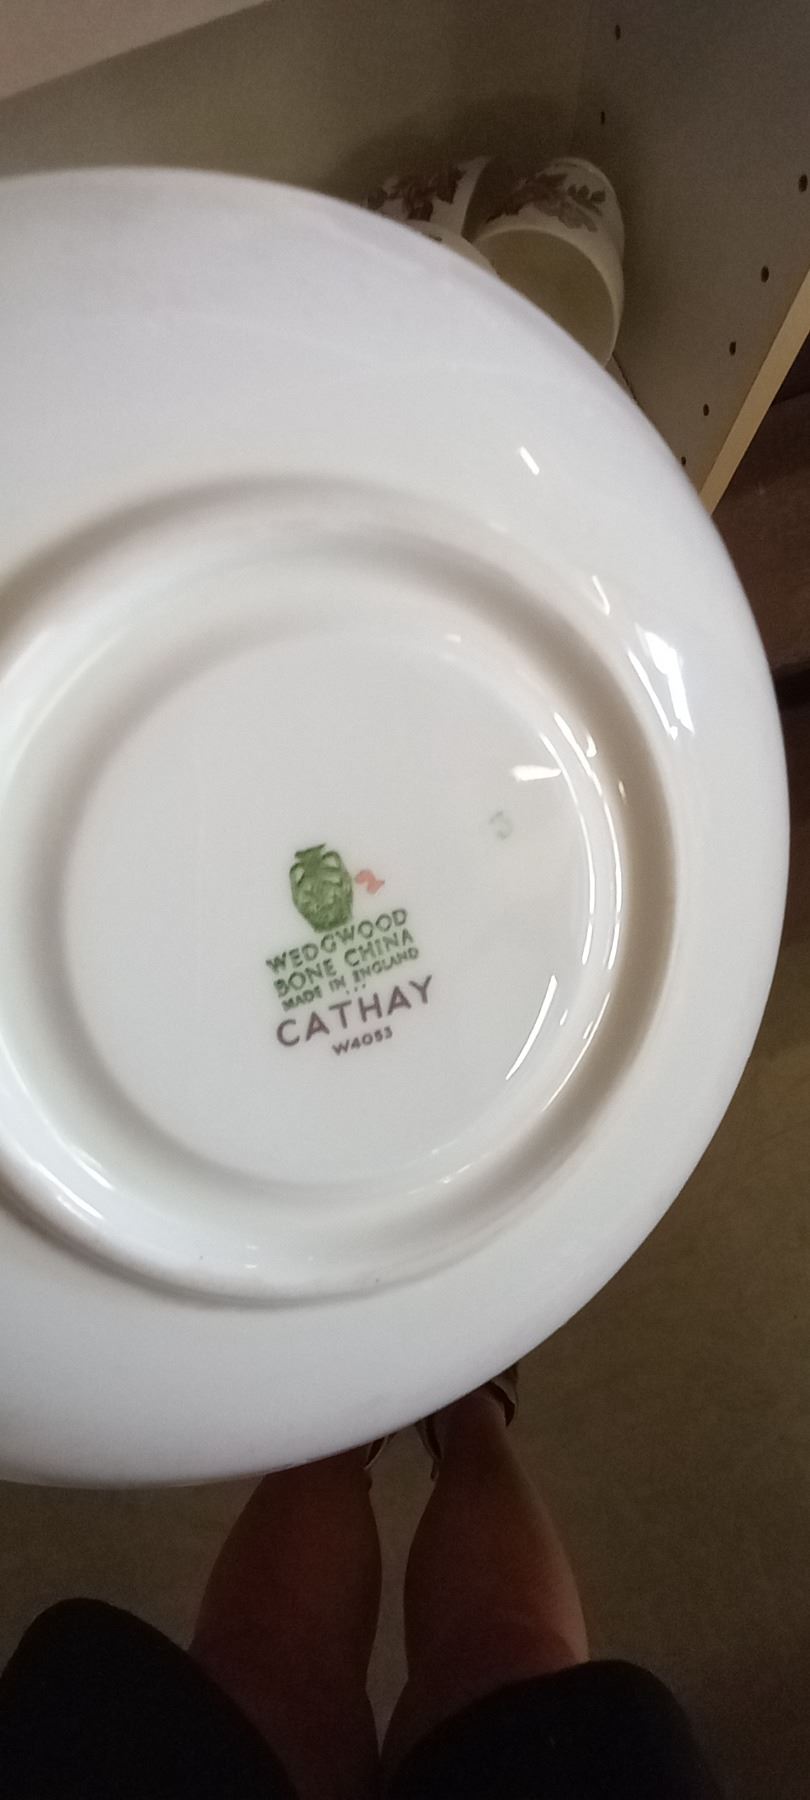 WEDGWOOD
BONE CHINA
MADE IN ENGLAND
CATHAY
W4053